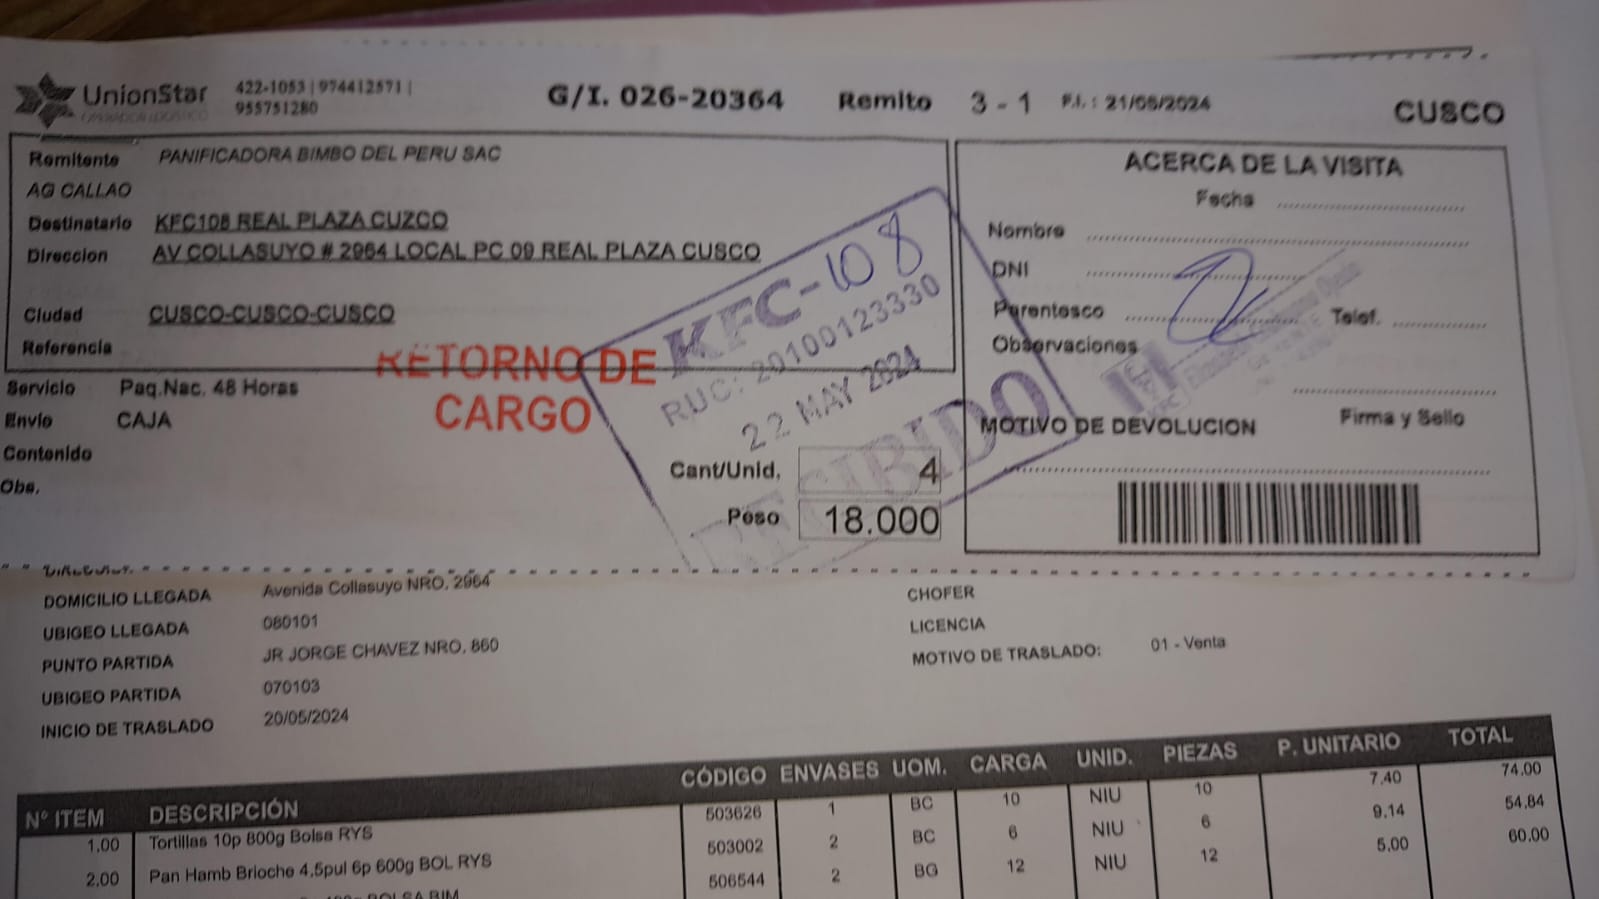 UnionStar
OPERADOR LOGISTICO
422-1053 | 974412571 |
955751280
G/I. 026-20364
Remito 3 - 1
F.I. : 21/05/2024
CUSCO
Remitente PANIFICADORA BIMBO DEL PERU SAC
AG CALLAO
Destinatario KFC108 REAL PLAZA CUZCO
Direccion AV COLLASUYO # 2964 LOCAL PC 09 REAL PLAZA CUSCO
Ciudad CUSCO-CUSCO-CUSCO
Referencia
Servicio Paq.Nac. 48 Horas
Envio CAJA
Contenido
Obs.
RETORNO DE
CARGO
KFC-108
RUC: 20100123330
22 MAY 2024
RECIBIDO
Cant/Unid. 4
Peso 18.000
ACERCA DE LA VISITA
Fecha
Nombre
DNI
Parentesco Telef.
Observaciones
KFC
Firma y Sello
MOTIVO DE DEVOLUCION
DOMICILIO LLEGADA Avenida Collasuyo NRO. 2964
UBIGEO LLEGADA 080101
PUNTO PARTIDA JR JORGE CHAVEZ NRO. 860
UBIGEO PARTIDA 070103
INICIO DE TRASLADO 20/05/2024
CHOFER
LICENCIA
MOTIVO DE TRASLADO: 01 - Venta
N° ITEM DESCRIPCIÓN CÓDIGO ENVASES UOM. CARGA UNID. PIEZAS P. UNITARIO TOTAL
1.00 Tortillas 10p 800g Bolsa RYS 503626 1 BC 10 NIU 10 7.40 74.00
2.00 Pan Hamb Brioche 4.5pul 6p 600g BOL RYS 503002 2 BC 6 NIU 6 9.14 54.84
BOLSA BIM 506544 2 BG 12 NIU 12 5.00 60.00